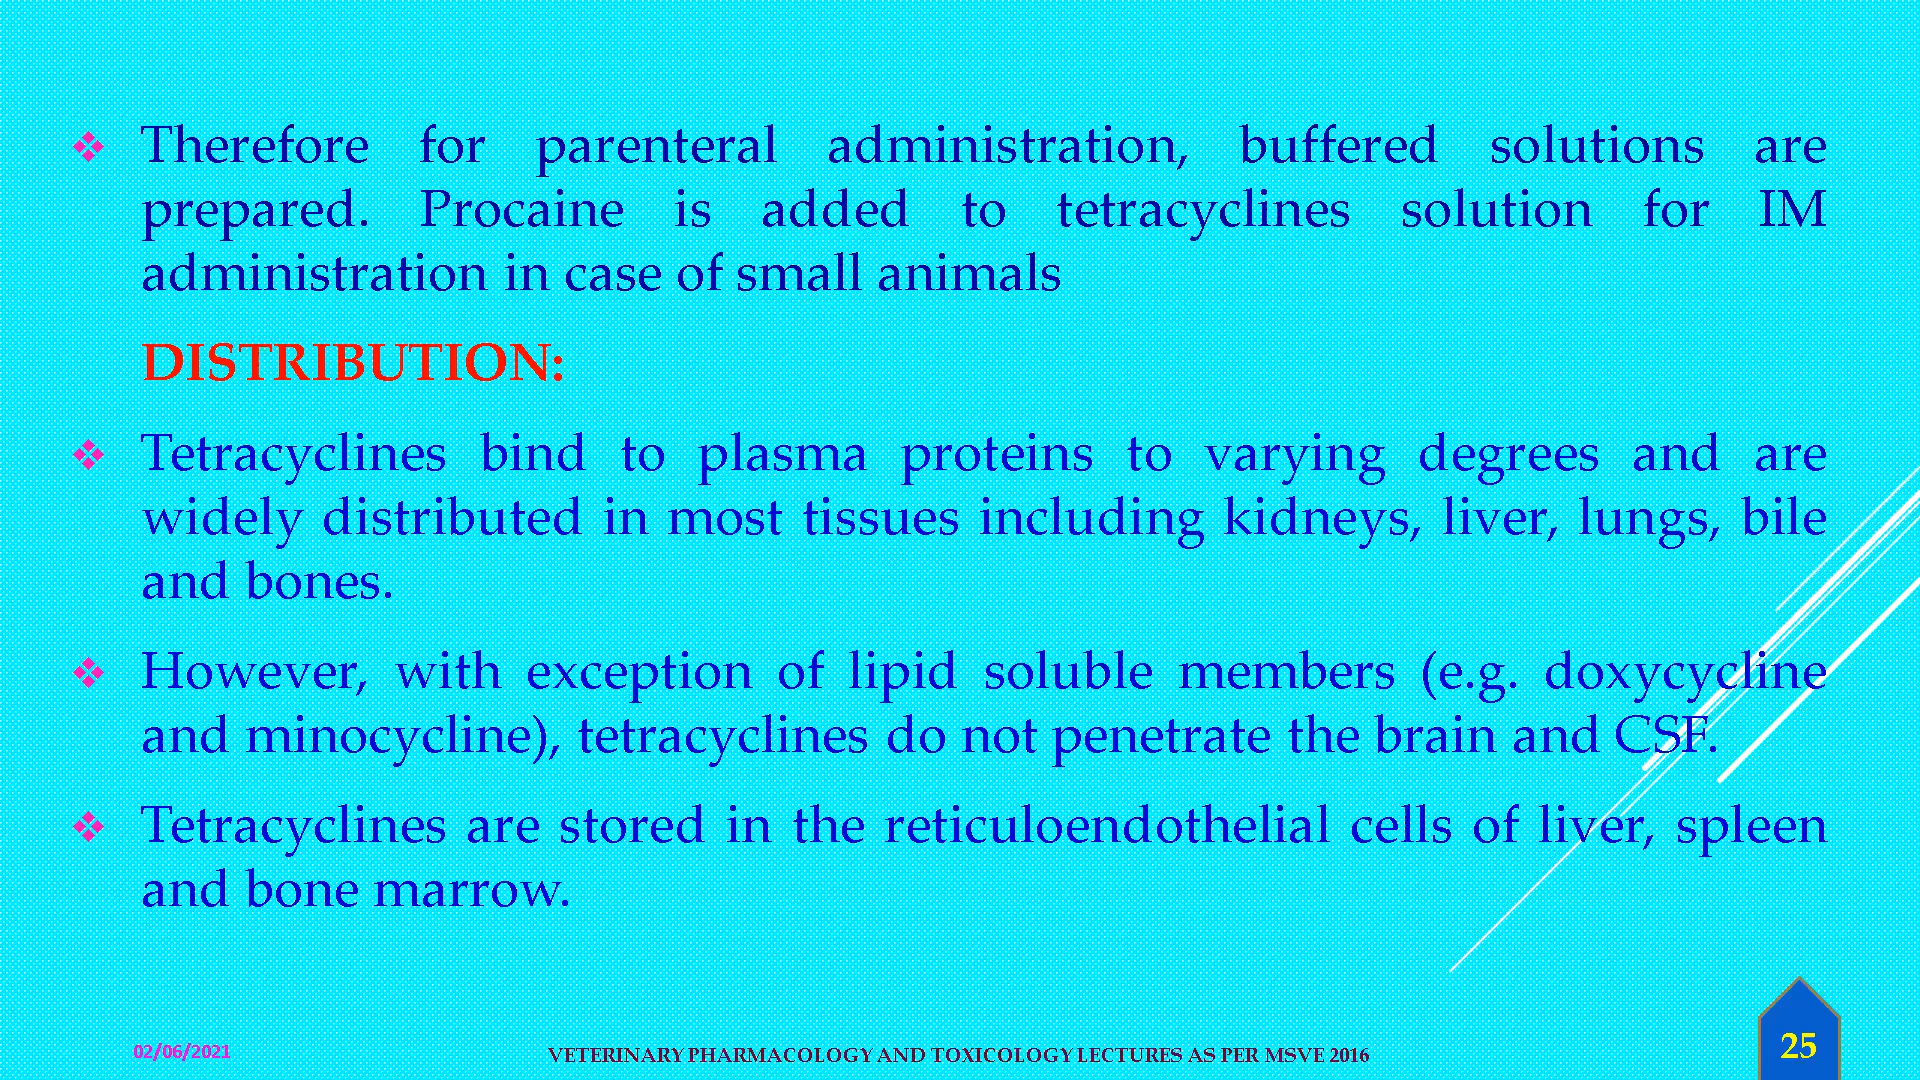 Therefore for parenteral administration, buffered solutions are
prepared. Procaine is added to tetracyclines solution for IM
administration in case of small animals
DISTRIBUTION:
Tetracyclines bind to plasma proteins to varying degrees and are
widely distributed in most tissues including kidneys, liver, lungs, bile
and bones.
However, with exception of lipid soluble members (e.g. doxycycline
and minocycline), tetracyclines do not penetrate the brain and CSF.
Tetracyclines are stored in the reticuloendothelial cells of liver, spleen
and bone marrow.
02/06/2021
VETERINARY PHARMACOLOGY AND TOXICOLOGY LECTURES AS PER MSVE 2016
25